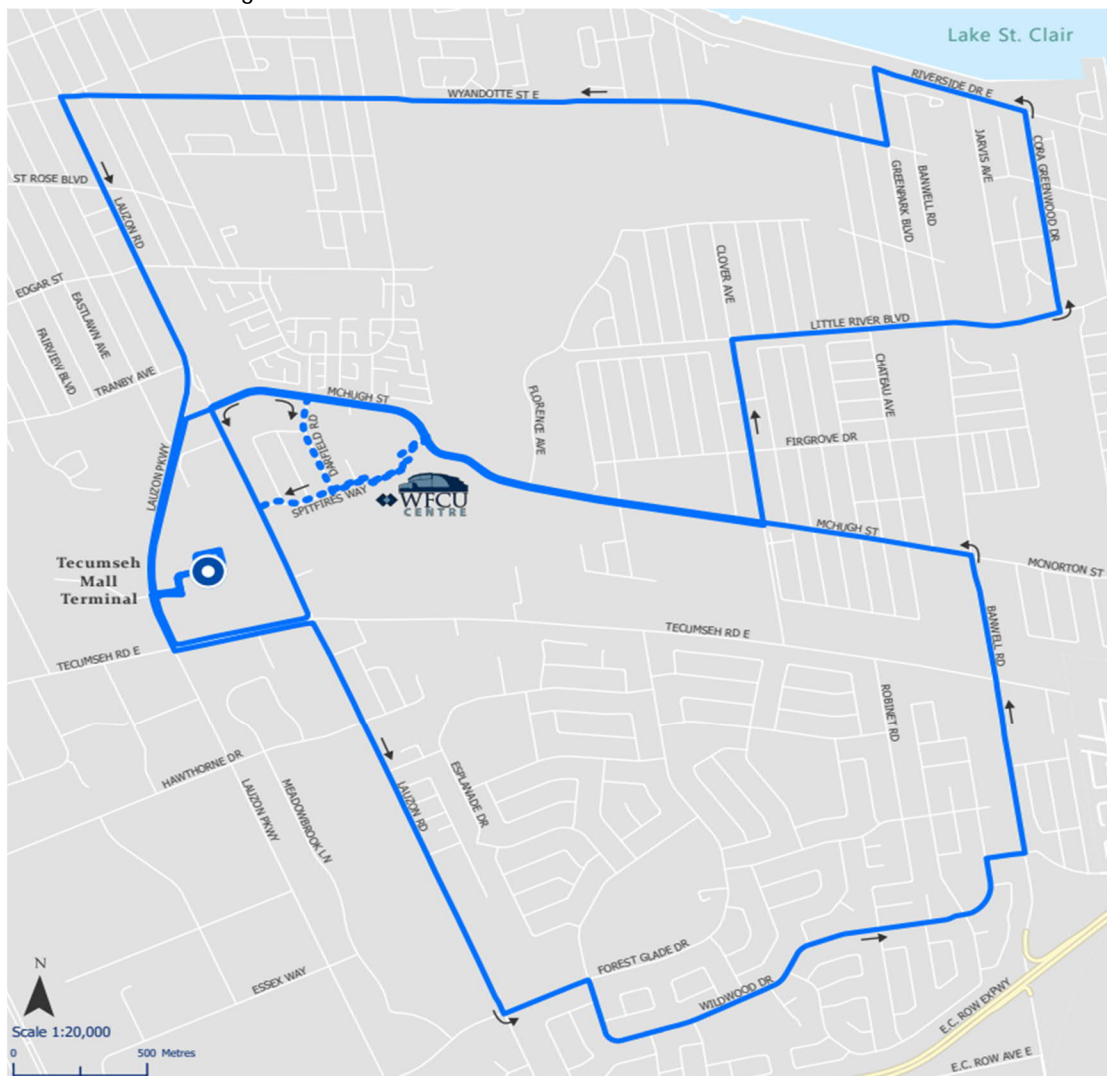 Lake St. Clair
RIVERSIDE DR E
WYANDOTTE ST E
CORA GREENWOOD DR
JARVIS AVE
BANWELL RD
GREENPARK BLVD
ST ROSE BLVD
LAUZON RD
CLOVER AVE
EDGAR ST
EASTLAWN AVE
FAIRVIEW BLVD
TRANBY AVE
LITTLE RIVER BLVD
CHATEAU AVE
MCHUGH ST
FLORENCE AVE
DARFIELD RD
FIRGROVE DR
LAUZON PKWY
SPITFIRES WAY
WFCU
CENTRE
MCHUGH ST
MCNORTON ST
Tecumseh
Mall
Terminal
TECUMSEH RD E
TECUMSEH RD E
BANWELL RD
ROBINET RD
HAWTHORNE DR
LAUZON PKWY
MEADOWBROOK LN
LAUZON RD
ESPLANADE DR
FOREST GLADE DR
WILDWOOD DR
ESSEX WAY
E.C. ROW EXPWY
E.C. ROW AVE E
N
Scale 1:20,000
0 500 Metres